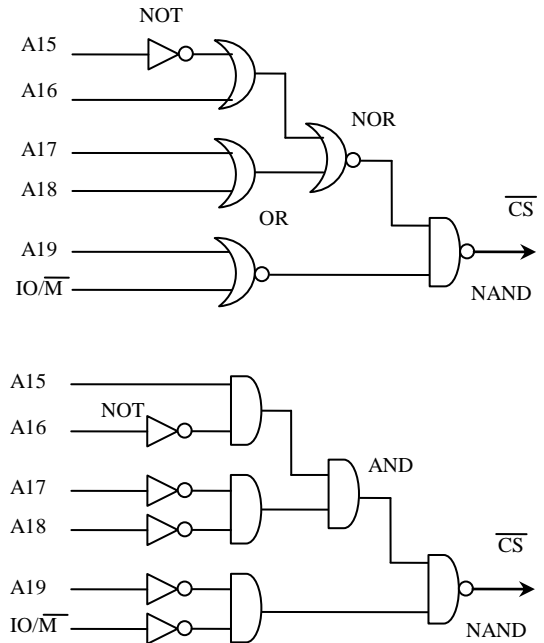 NOT
A15
A16
NOR
A17
A18
OR
CS̅
A19
IO/M̅
NAND
A15
NOT
A16
AND
A17
A18
CS̅
A19
IO/M̅
NAND